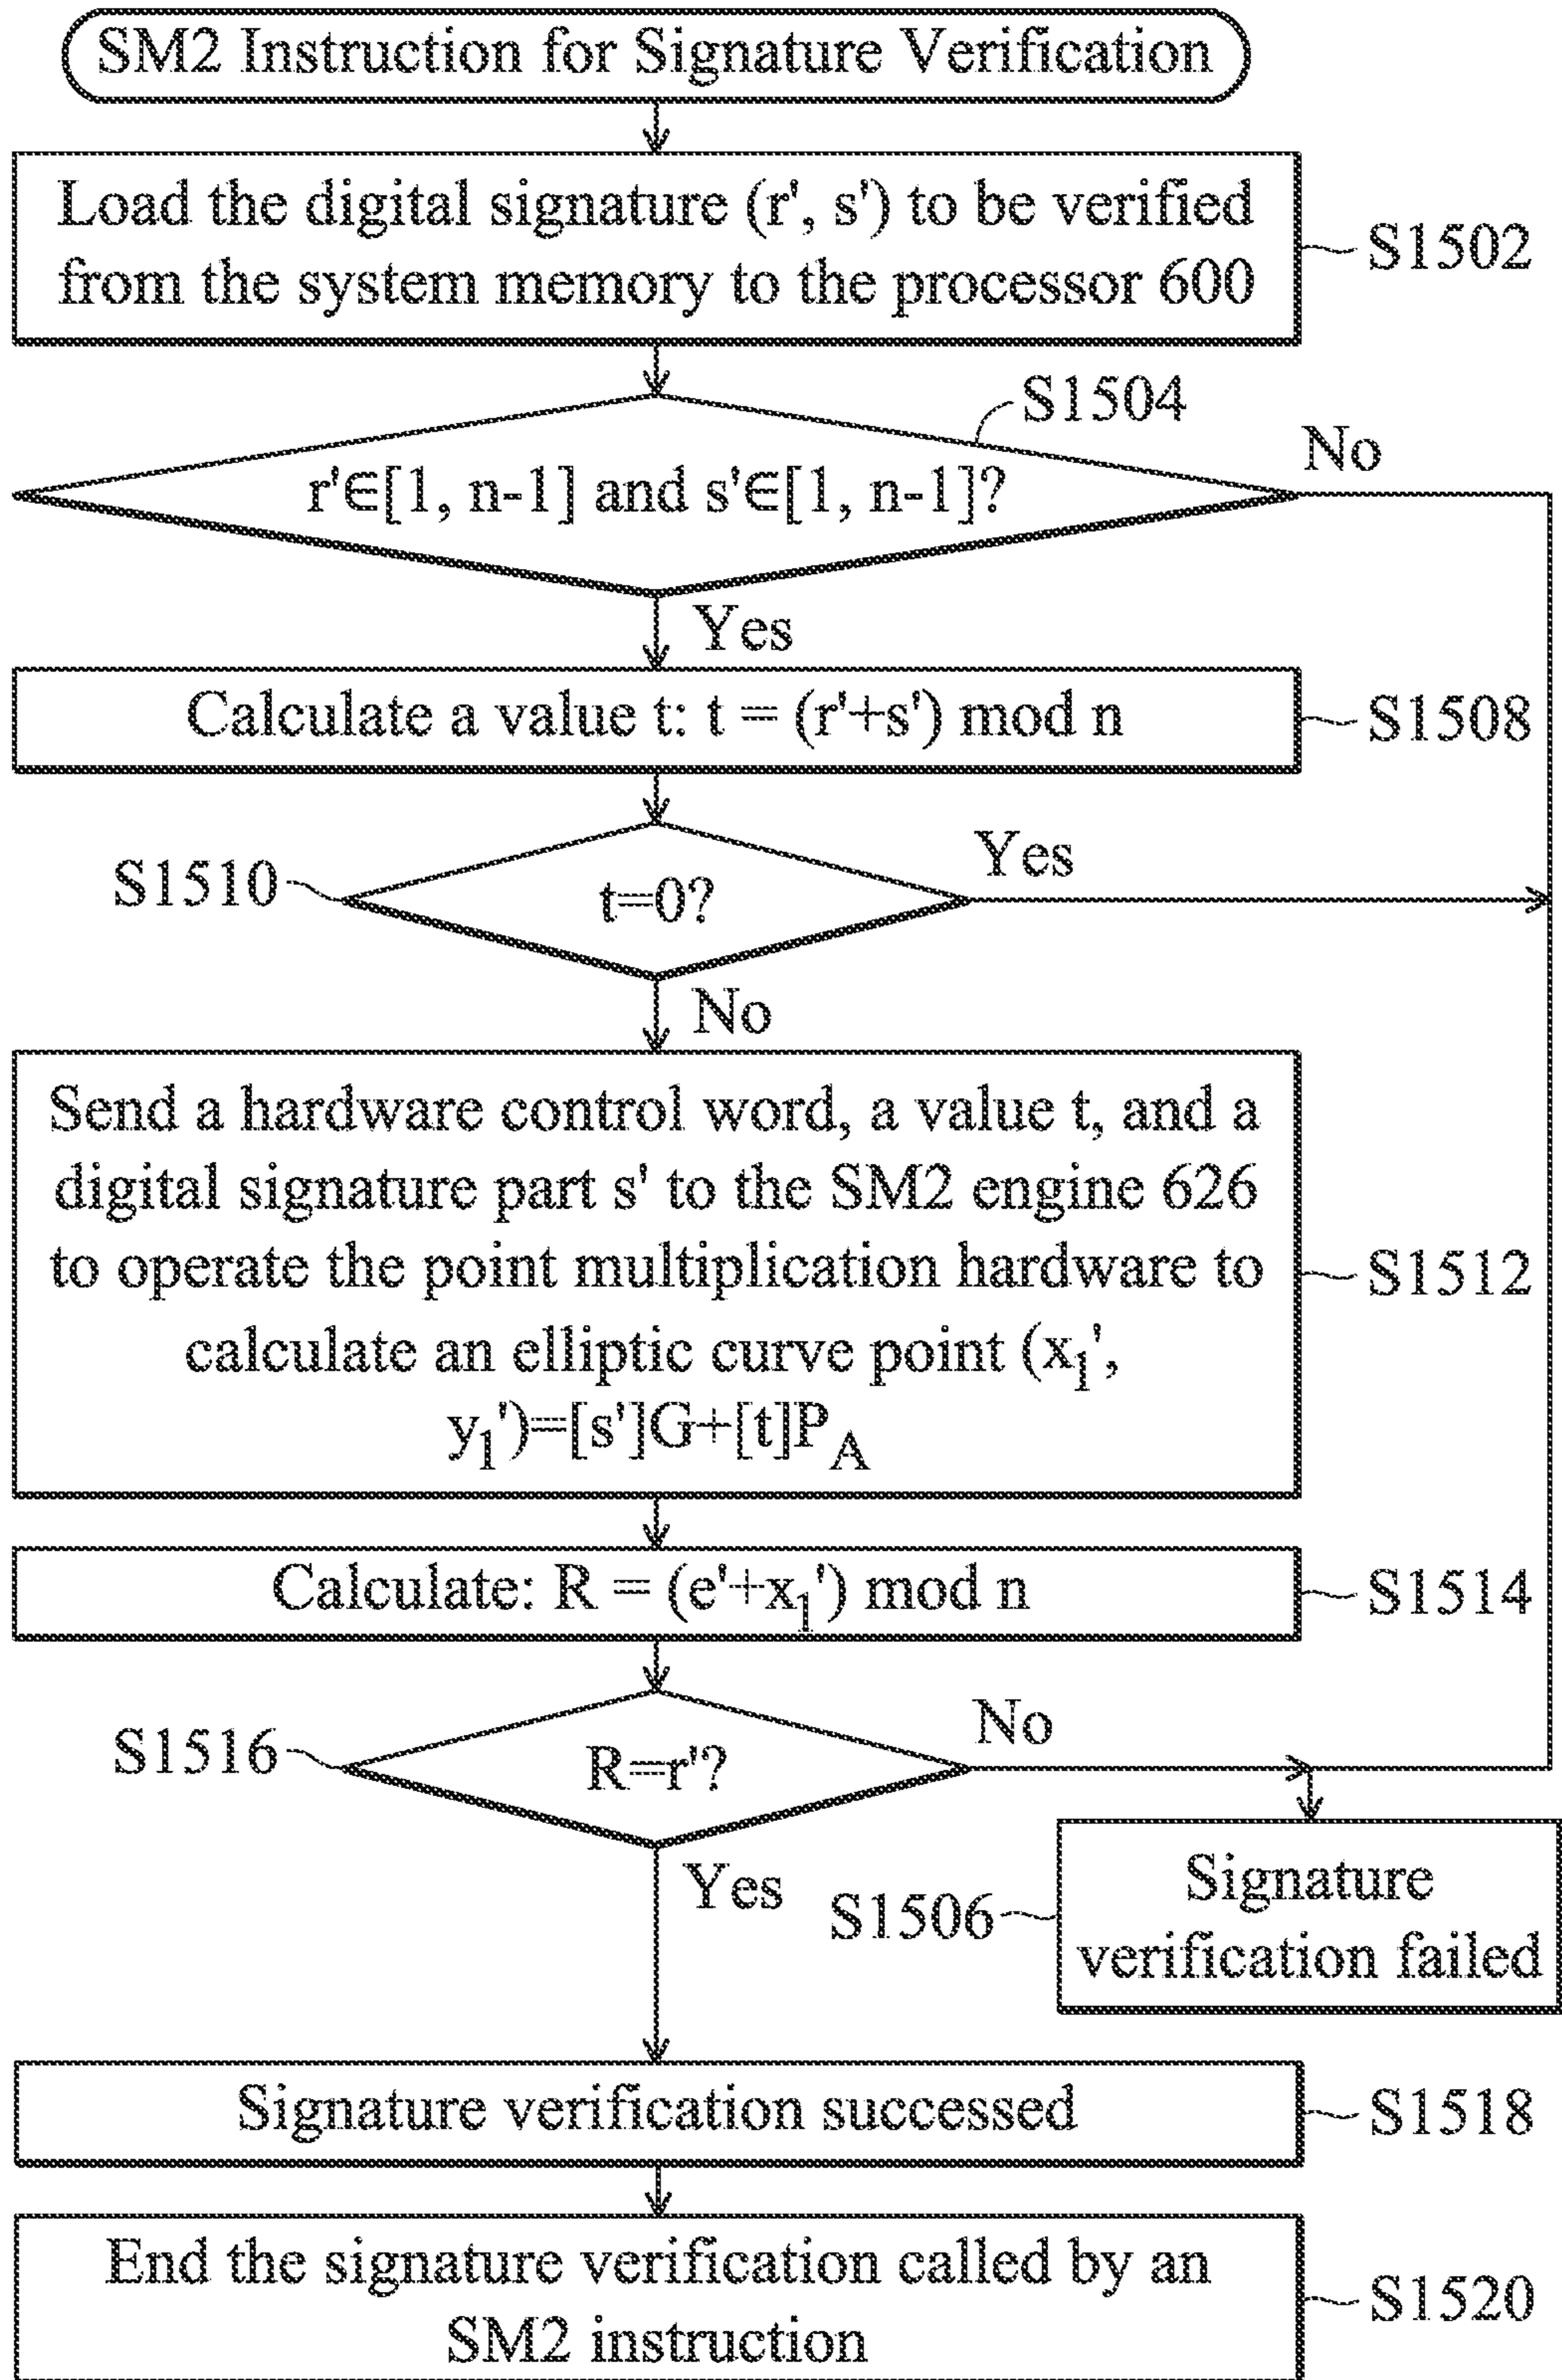 SM2 Instruction for Signature Verification
Load the digital signature (r', s') to be verified
from the system memory to the processor 600
S1502
S1504
No
r'∈[1, n-1] and s'∈[1, n-1]?
Yes
Calculate a value t: t = (r'+s') mod n
S1508
S1510
Yes
t=0?
No
Send a hardware control word, a value t, and a
digital signature part s' to the SM2 engine 626
to operate the point multiplication hardware to
calculate an elliptic curve point (x₁',
y₁')=[s']G+[t]P_A
S1512
Calculate: R = (e'+x₁') mod n
S1514
S1516
No
R=r'?
Yes
S1506
Signature
verification failed
Signature verification successed
S1518
End the signature verification called by an
SM2 instruction
S1520